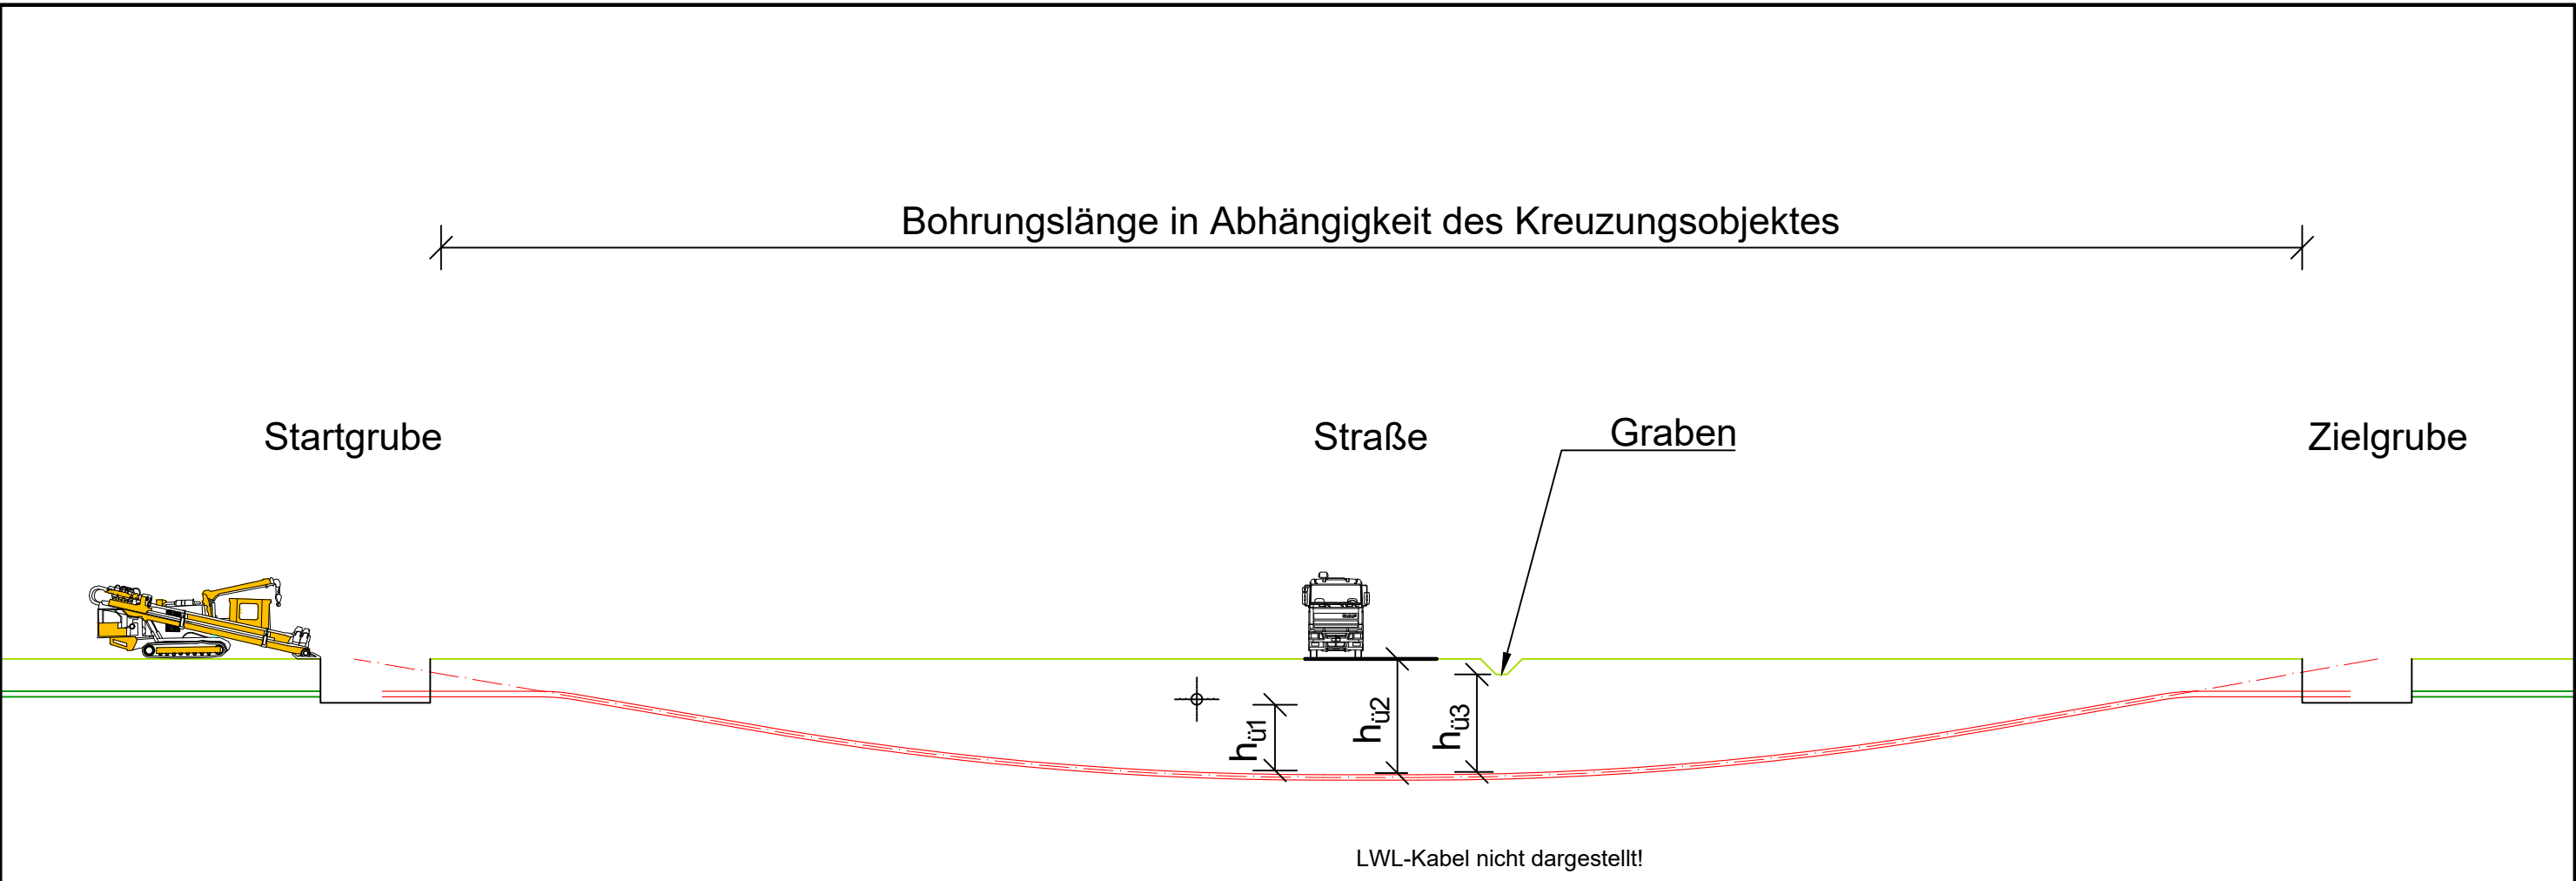 Bohrungslänge in Abhängigkeit des Kreuzungsobjektes
Startgrube
Straße
Graben
Zielgrube
hü1
hü2
hü3
LWL-Kabel nicht dargestellt!